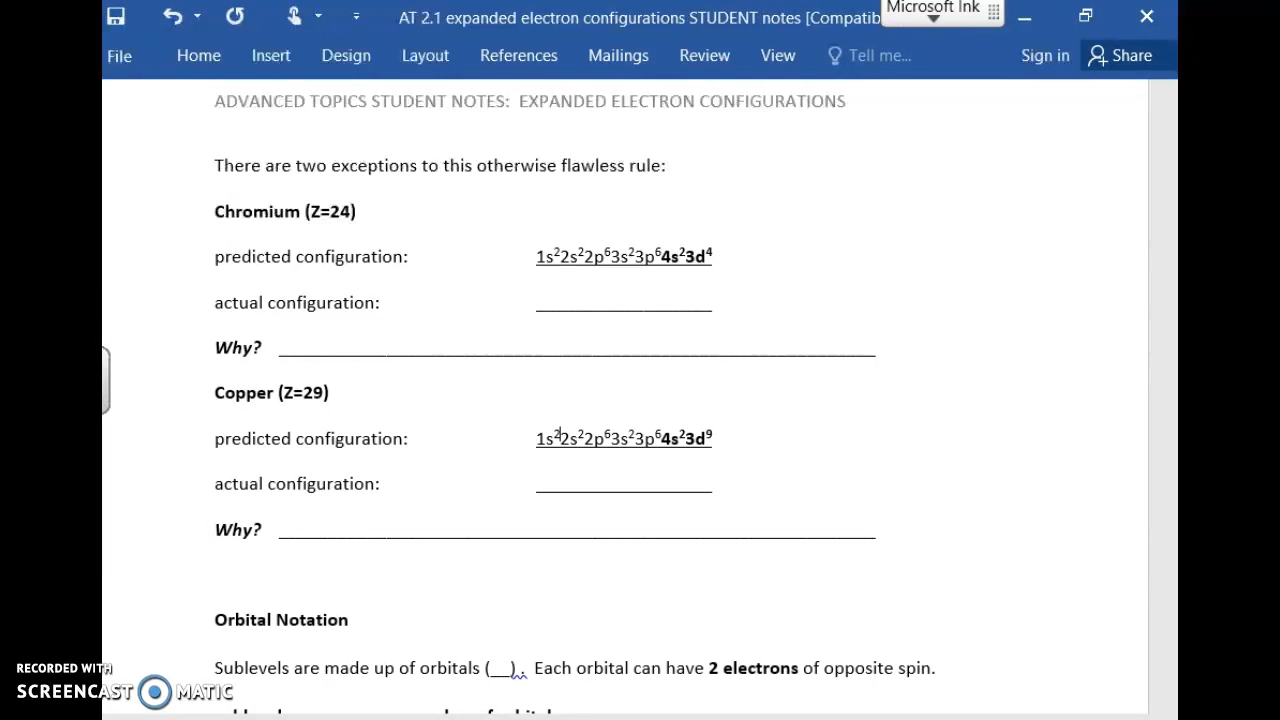 AT 2.1 expanded electron configurations STUDENT notes [Compatib
Microsoft Ink
File Home Insert Design Layout References Mailings Review View Tell me... Sign in Share
ADVANCED TOPICS STUDENT NOTES: EXPANDED ELECTRON CONFIGURATIONS
There are two exceptions to this otherwise flawless rule:
Chromium (Z=24)
predicted configuration: 1s²2s²2p⁶3s²3p⁶4s²3d⁴
actual configuration: ____________________
Why? ____________________
Copper (Z=29)
predicted configuration: 1s²2s²2p⁶3s²3p⁶4s²3d⁹
actual configuration: ____________________
Why? ____________________
Orbital Notation
Sublevels are made up of orbitals (__). Each orbital can have 2 electrons of opposite spin.
RECORDED WITH
SCREENCAST MATIC